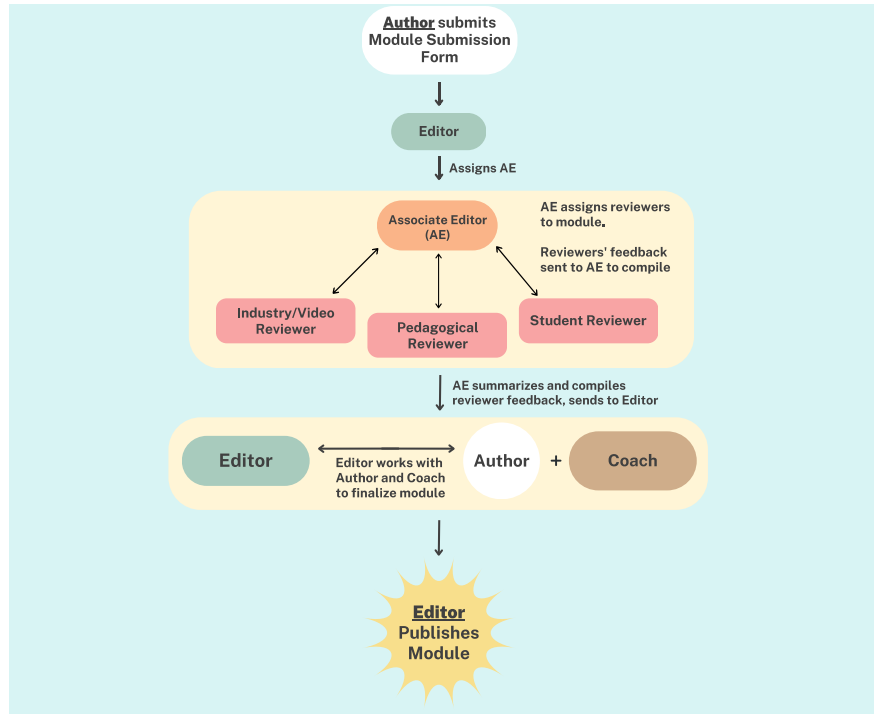 Author submits
Module Submission
Form
Editor
Assigns AE
Associate Editor
(AE)
AE assigns reviewers
to module.
Reviewers' feedback
sent to AE to compile
Industry/Video
Reviewer
Pedagogical
Reviewer
Student Reviewer
AE summarizes and compiles
reviewer feedback, sends to Editor
Editor
Editor works with
Author and Coach
to finalize module
Author
+
Coach
Editor
Publishes
Module